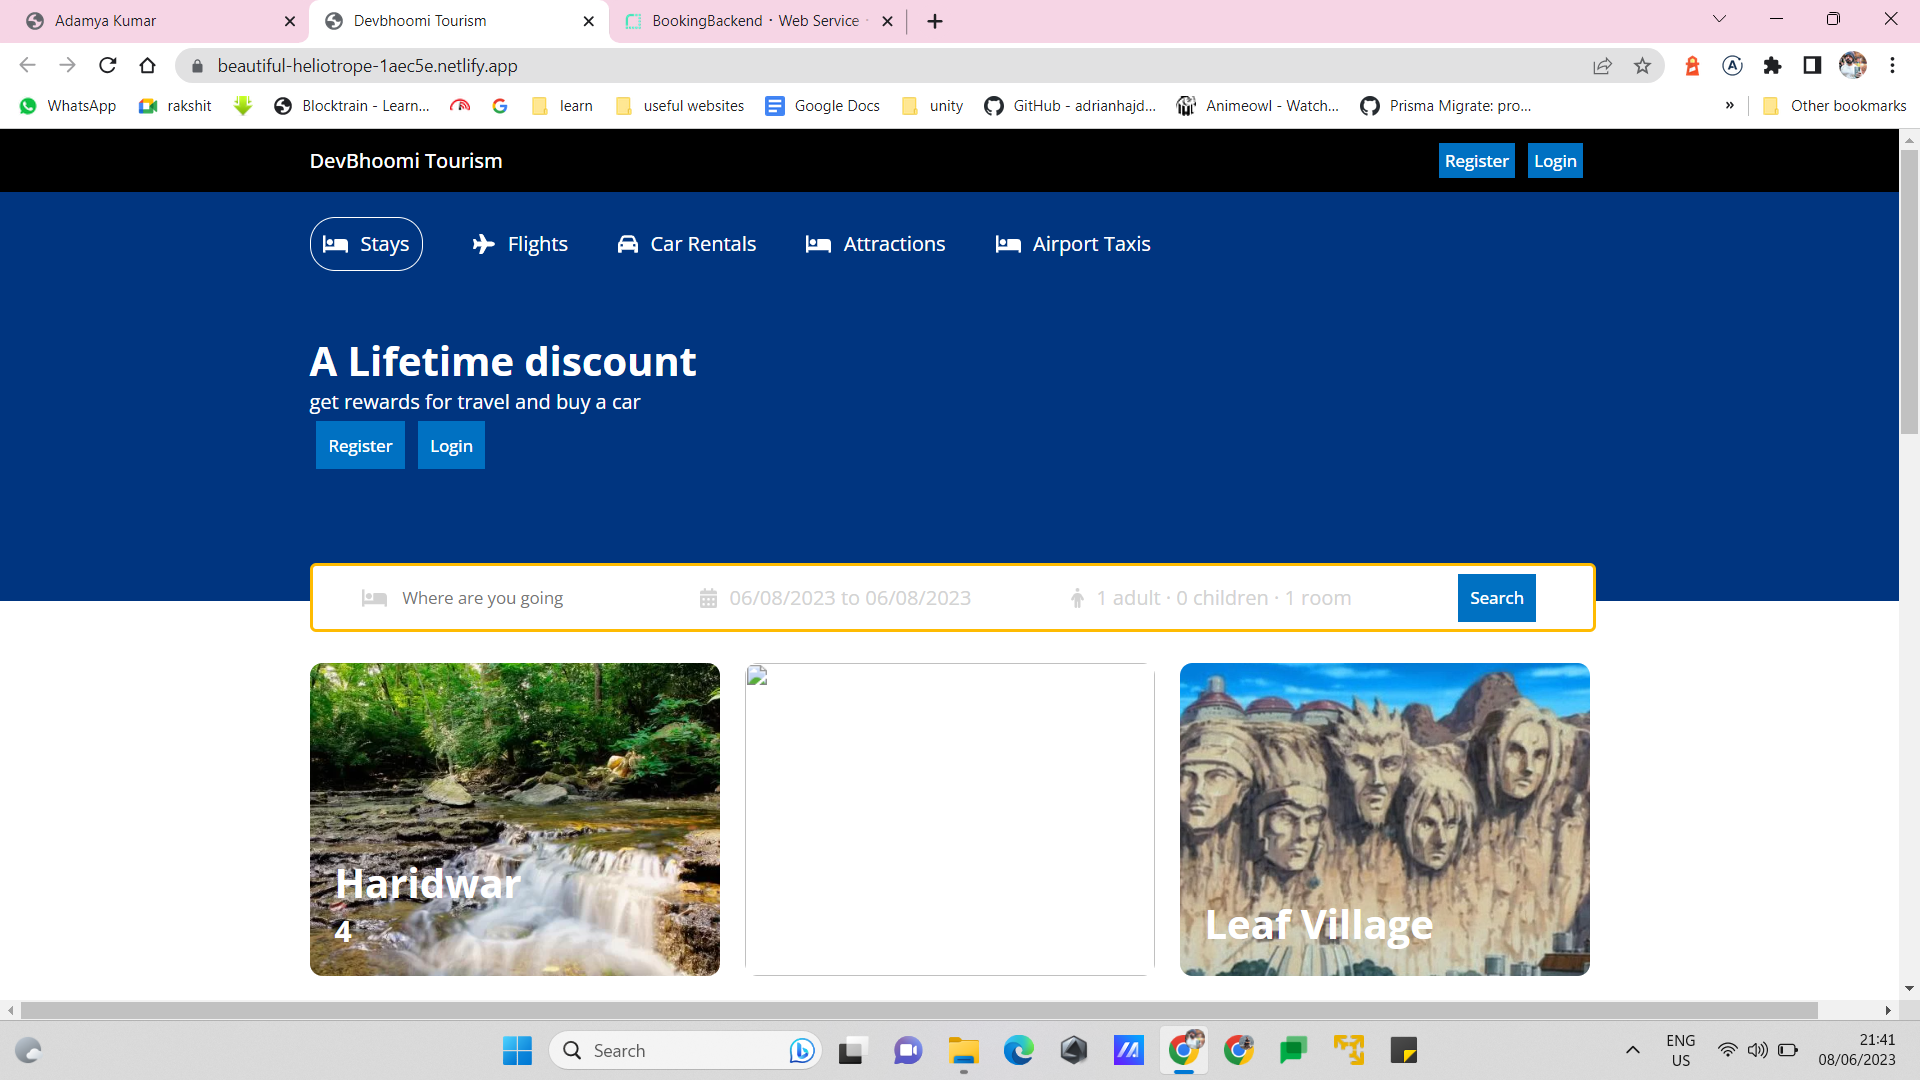 Adamya Kumar
Devbhoomi Tourism
BookingBackend · Web Service
beautiful-heliotrope-1aec5e.netlify.app
WhatsApp
rakshit
Blocktrain - Learn...
learn
useful websites
Google Docs
unity
GitHub - adrianhajd...
Animeowl - Watch...
Prisma Migrate: pro...
»
Other bookmarks
DevBhoomi Tourism
Register
Login
Stays
Flights
Car Rentals
Attractions
Airport Taxis
A Lifetime discount
get rewards for travel and buy a car
Register
Login
Where are you going
06/08/2023 to 06/08/2023
1 adult · 0 children · 1 room
Search
Haridwar
4
Leaf Village
Search
ENG
US
21:41
08/06/2023